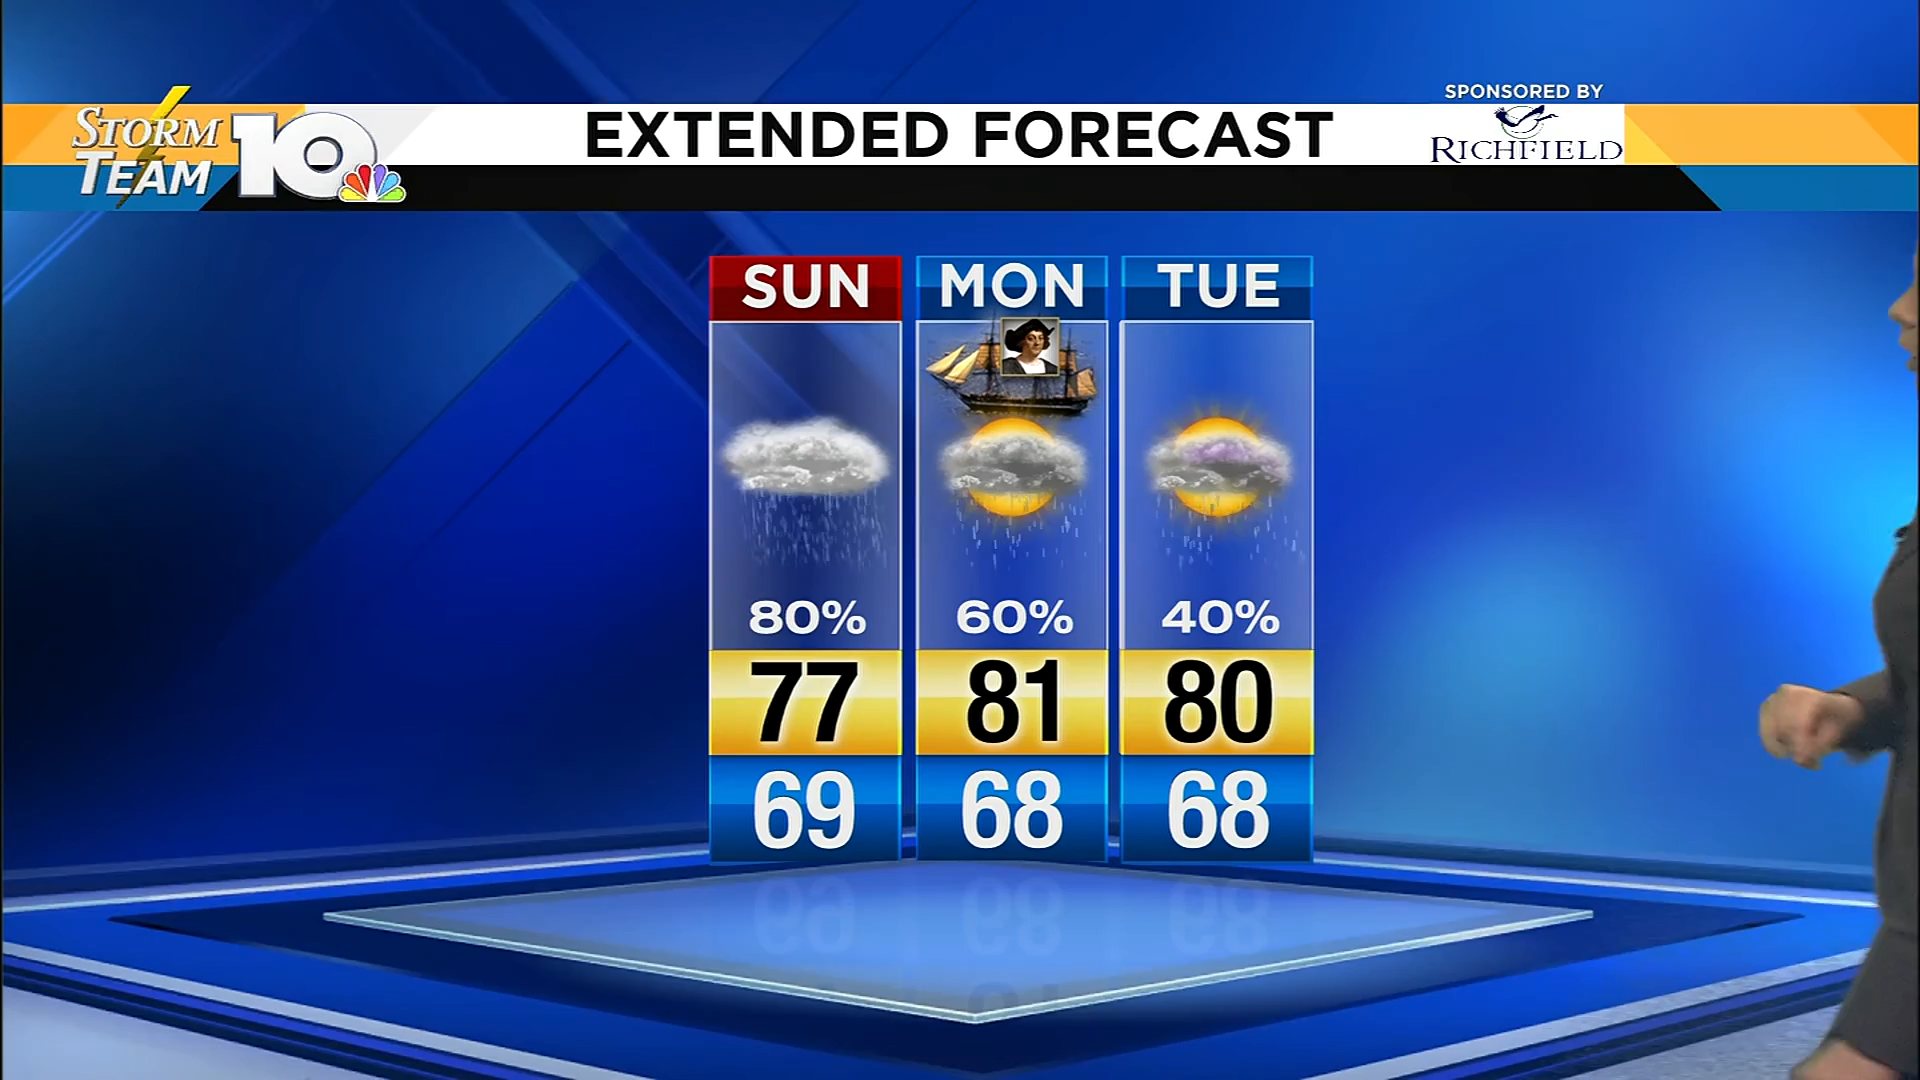 SPONSORED BY
STORM TEAM 10
EXTENDED FORECAST
RICHFIELD
SUN MON TUE
80% 60% 40%
77 81 80
69 68 68